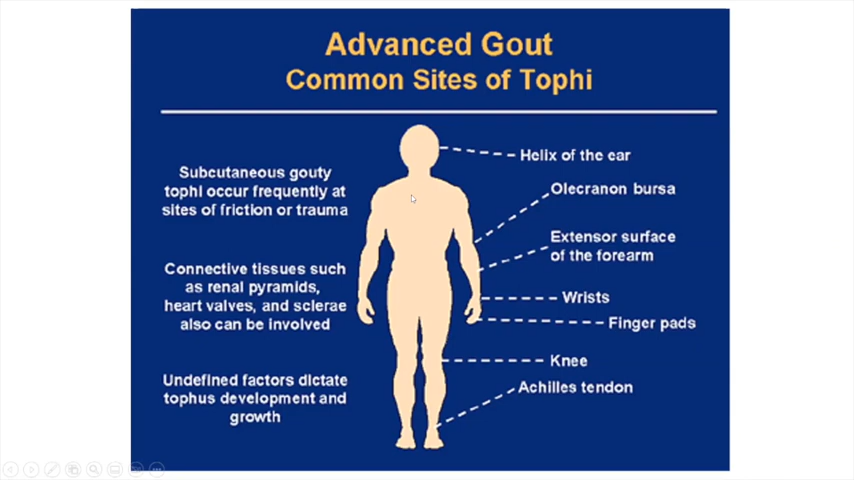 Advanced Gout
Common Sites of Tophi
Subcutaneous gouty
tophi occur frequently at
sites of friction or trauma
Connective tissues such
as renal pyramids,
heart valves, and sclerae
also can be involved
Undefined factors dictate
tophus development and
growth
Helix of the ear
Olecranon bursa
Extensor surface
of the forearm
Wrists
Finger pads
Knee
Achilles tendon